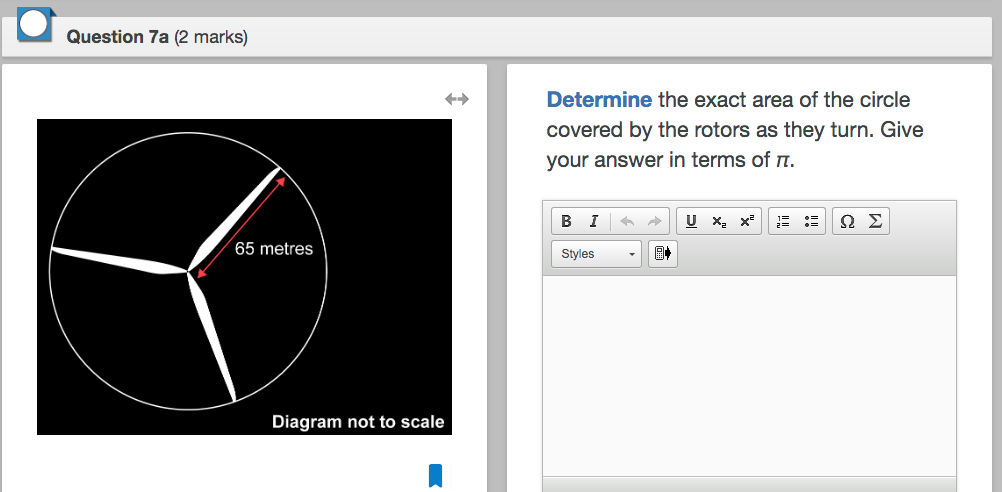 Question 7a (2 marks)
65 metres
Diagram not to scale
Determine the exact area of the circle
covered by the rotors as they turn. Give
your answer in terms of π.
B I U X₂ X² Ω Σ
Styles